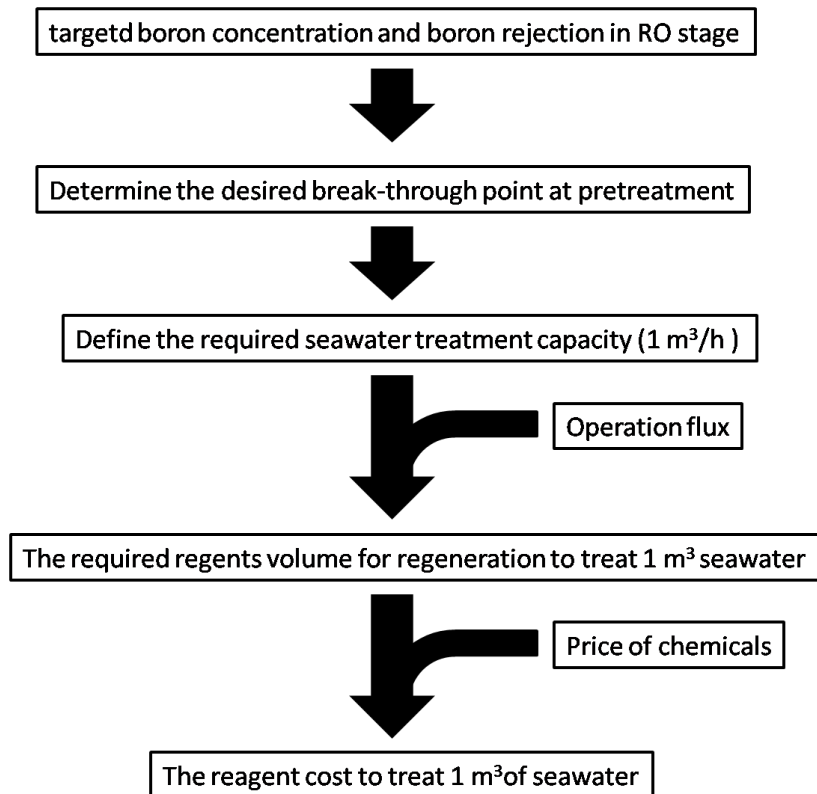 targetd boron concentration and boron rejection in RO stage
Determine the desired break-through point at pretreatment
Define the required seawater treatment capacity (1 m³/h )
Operation flux
The required regents volume for regeneration to treat 1 m³ seawater
Price of chemicals
The reagent cost to treat 1 m³of seawater